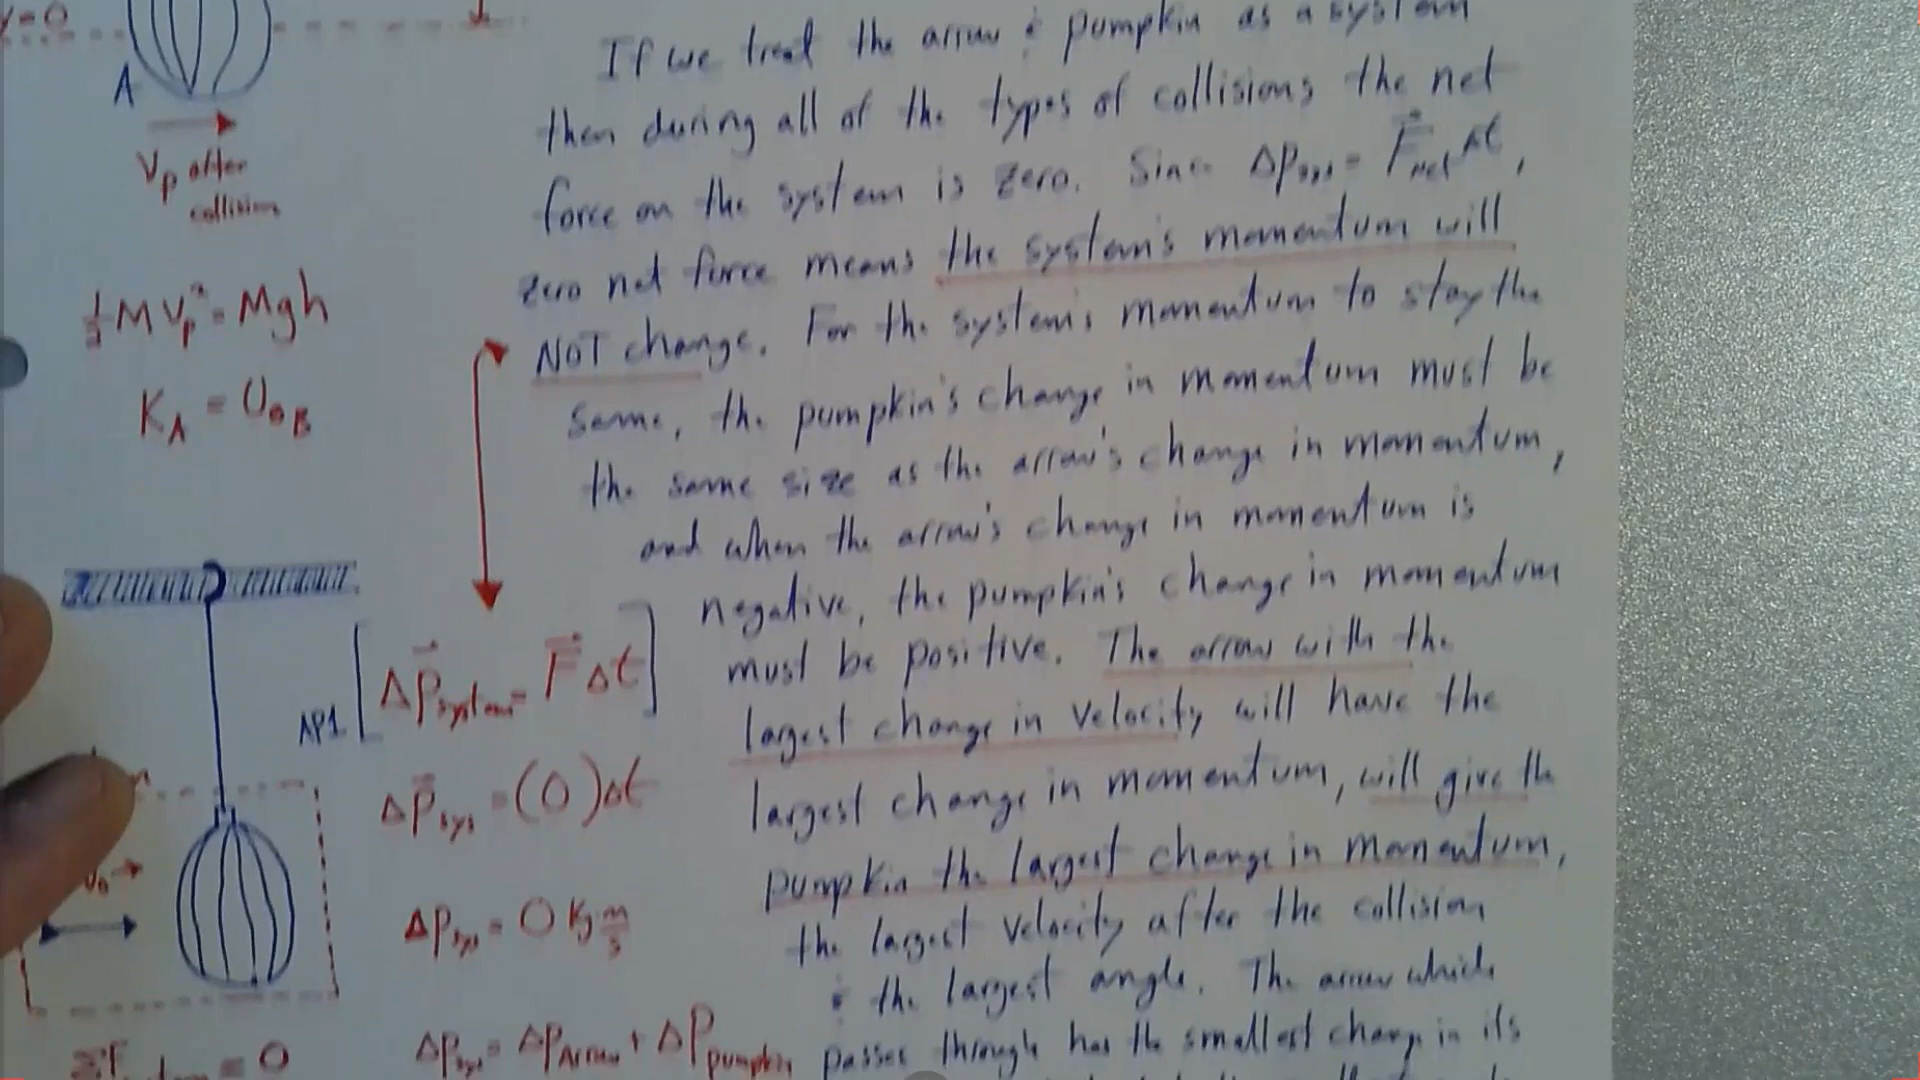 y=0
A
Vp after
collision
½MVp²=Mgh
KA = UGB
If we treat the arrow & pumpkin as a system
then during all of the types of collisions the net
force on the system is zero. Since Δpsys = F⃗net Δt,
zero net force means the system's momentum will
NOT change. For the system's momentum to stay the
same, the pumpkin's change in momentum must be
the same size as the arrow's change in momentum,
and when the arrow's change in momentum is
negative, the pumpkin's change in momentum
must be positive. The arrow with the
largest change in velocity will have the
largest change in momentum, will give the
pumpkin the largest change in momentum,
the largest velocity after the collision
& the largest angle. The arrow which
passes through has the smallest change in its
AP1 [Δp⃗system = F⃗Δt]
Δp⃗sys = (0)Δt
Δpsys = 0 kg m/s
Δpsys = ΔpArrow + Δppumpkin
v0
= 0